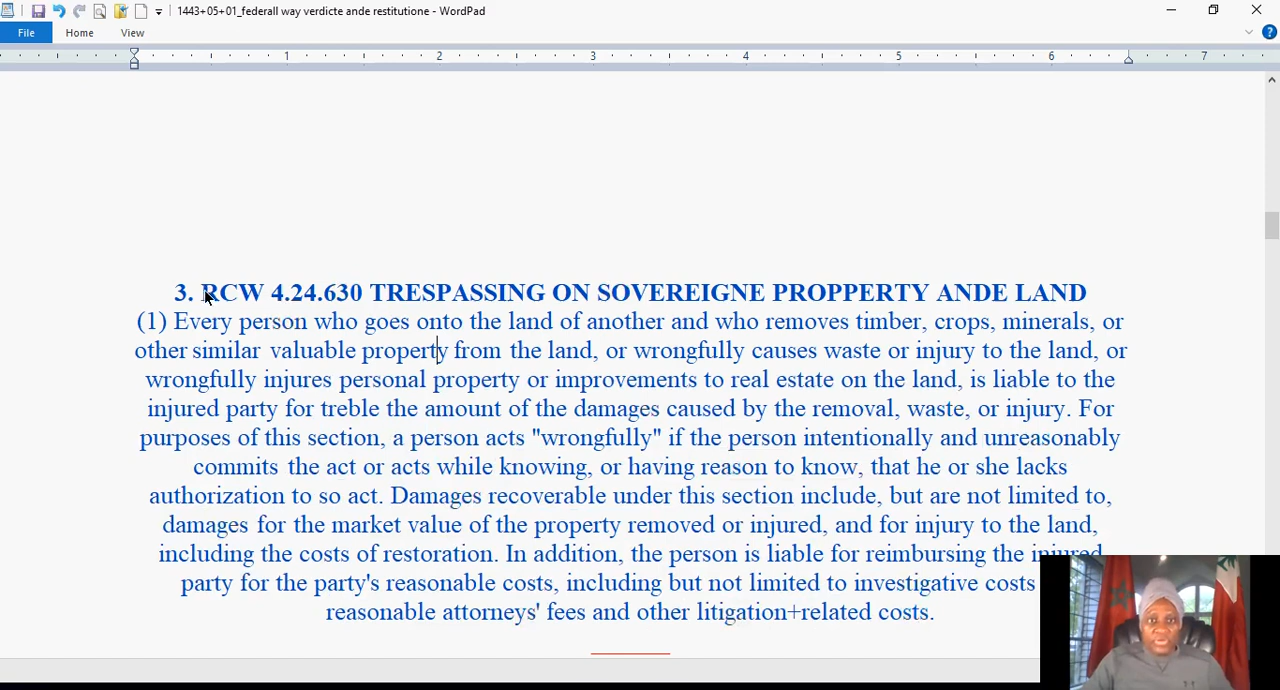 1443+05+01_federall way verdicte ande restitutione - WordPad
File Home View
1 2 3 4 5 6 7
3. RCW 4.24.630 TRESPASSING ON SOVEREIGNE PROPPERTY ANDE LAND
(1) Every person who goes onto the land of another and who removes timber, crops, minerals, or
other similar valuable property from the land, or wrongfully causes waste or injury to the land, or
wrongfully injures personal property or improvements to real estate on the land, is liable to the
injured party for treble the amount of the damages caused by the removal, waste, or injury. For
purposes of this section, a person acts "wrongfully" if the person intentionally and unreasonably
commits the act or acts while knowing, or having reason to know, that he or she lacks
authorization to so act. Damages recoverable under this section include, but are not limited to,
damages for the market value of the property removed or injured, and for injury to the land,
including the costs of restoration. In addition, the person is liable for reimbursing the injured
party for the party's reasonable costs, including but not limited to investigative costs
reasonable attorneys' fees and other litigation+related costs.